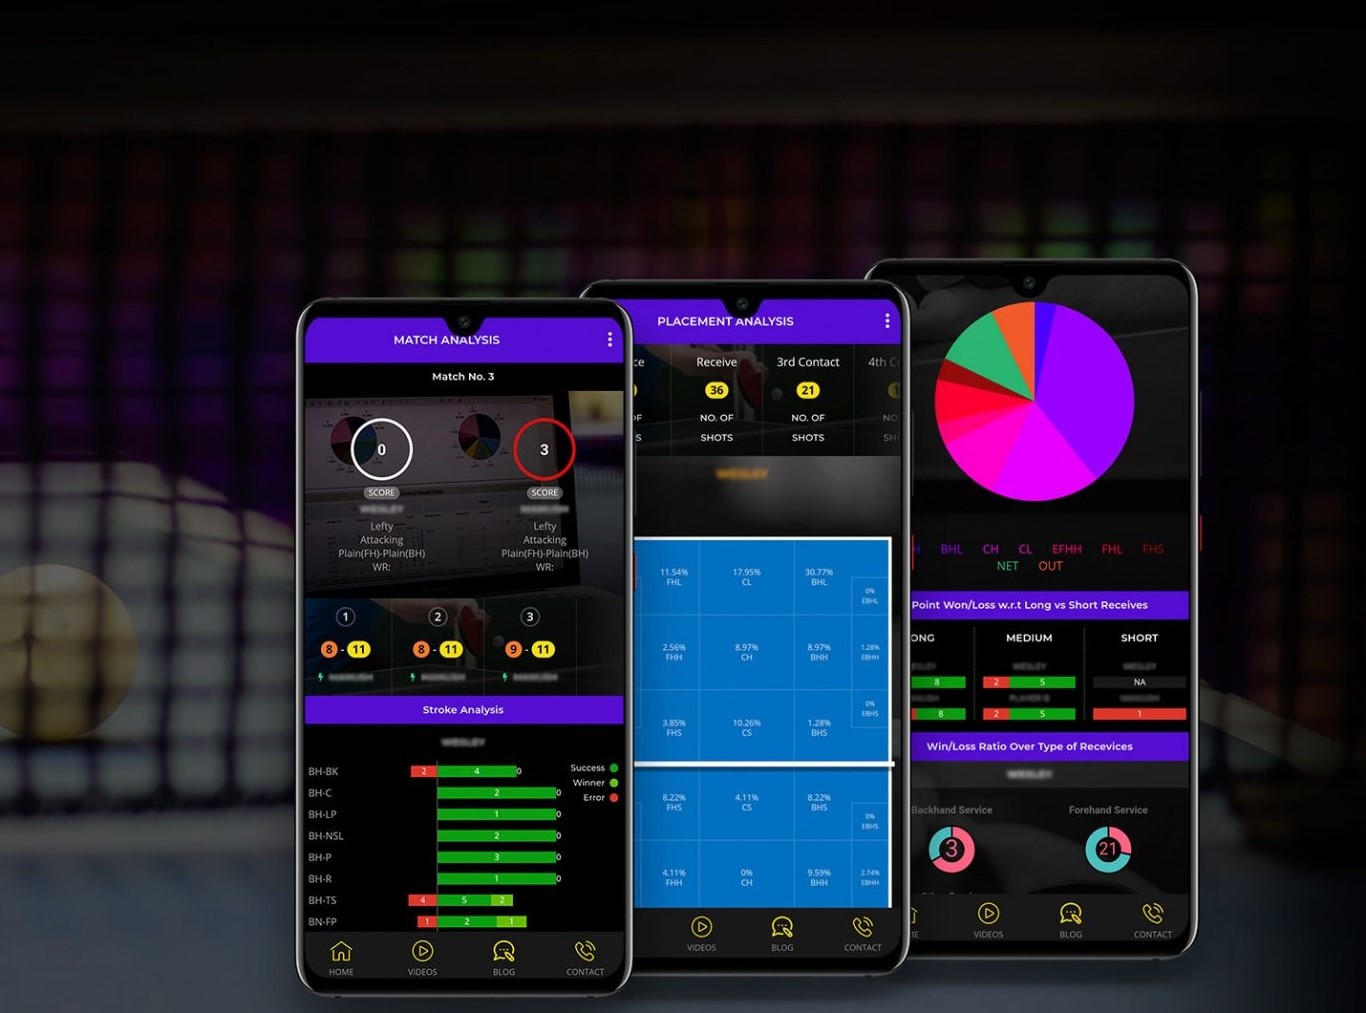 MATCH ANALYSIS
Match No. 3
0
3
SCORE
SCORE
Lefty
Attacking
Plain(FH)-Plain(BH)
WR:
Lefty
Attacking
Plain(FH)-Plain(BH)
WR:
1
2
3
8 - 11
8 - 11
9 - 11
Stroke Analysis
Success
Winner
Error
BH-BK 2 4 0
BH-C 2 0
BH-LP 1 0
BH-NSL 2 0
BH-P 3 0
BH-R 1 0
BH-TS 4 5 2
BN-FP 1 2 1
HOME VIDEOS BLOG CONTACT
PLACEMENT ANALYSIS
Receive 3rd Contact 4th
36 21
NO. OF NO. OF NO.
SHOTS SHOTS
WESLEY
11.54% 17.95% 30.77%
FHL CL BHL
0%
EBHL
2.56% 8.97% 8.97% 1.28%
FHH CH BHH EBHH
0%
EBHS
3.85% 10.26% 1.28%
FHS CS BHS
8.22% 4.11% 8.22%
FHS CS BHS
0%
EBHS
4.11% 0% 9.59% 2.74%
FHH CH BHH EBHH
VIDEOS BLOG CONTACT
BHL CH CL EFHH FHL FHS
NET OUT
Point Won/Loss w.r.t Long vs Short Receives
ONG MEDIUM SHORT
WESLEY
8 2 5 NA
PLAYER B
8 2 5 1
Win/Loss Ratio Over Type of Recevices
Backhand Service Forehand Service
3 21
VIDEOS BLOG CONTACT